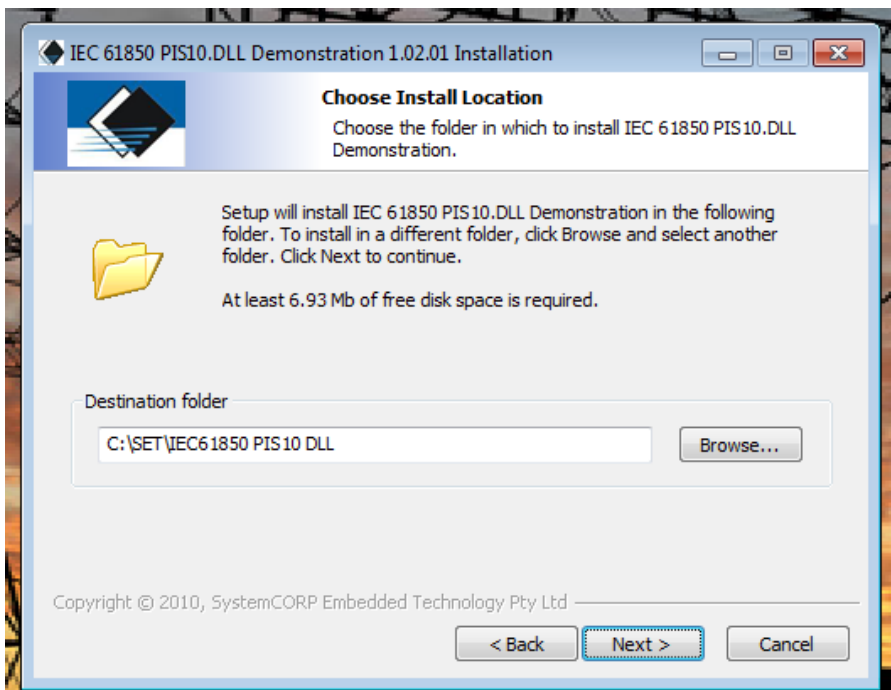 IEC 61850 PIS10.DLL Demonstration 1.02.01 Installation
Choose Install Location
Choose the folder in which to install IEC 61850 PIS10.DLL
Demonstration.
Setup will install IEC 61850 PIS10.DLL Demonstration in the following
folder. To install in a different folder, click Browse and select another
folder. Click Next to continue.
At least 6.93 Mb of free disk space is required.
Destination folder
C:\SET\IEC61850 PIS10 DLL
Browse...
Copyright © 2010, SystemCORP Embedded Technology Pty Ltd
< Back
Next >
Cancel